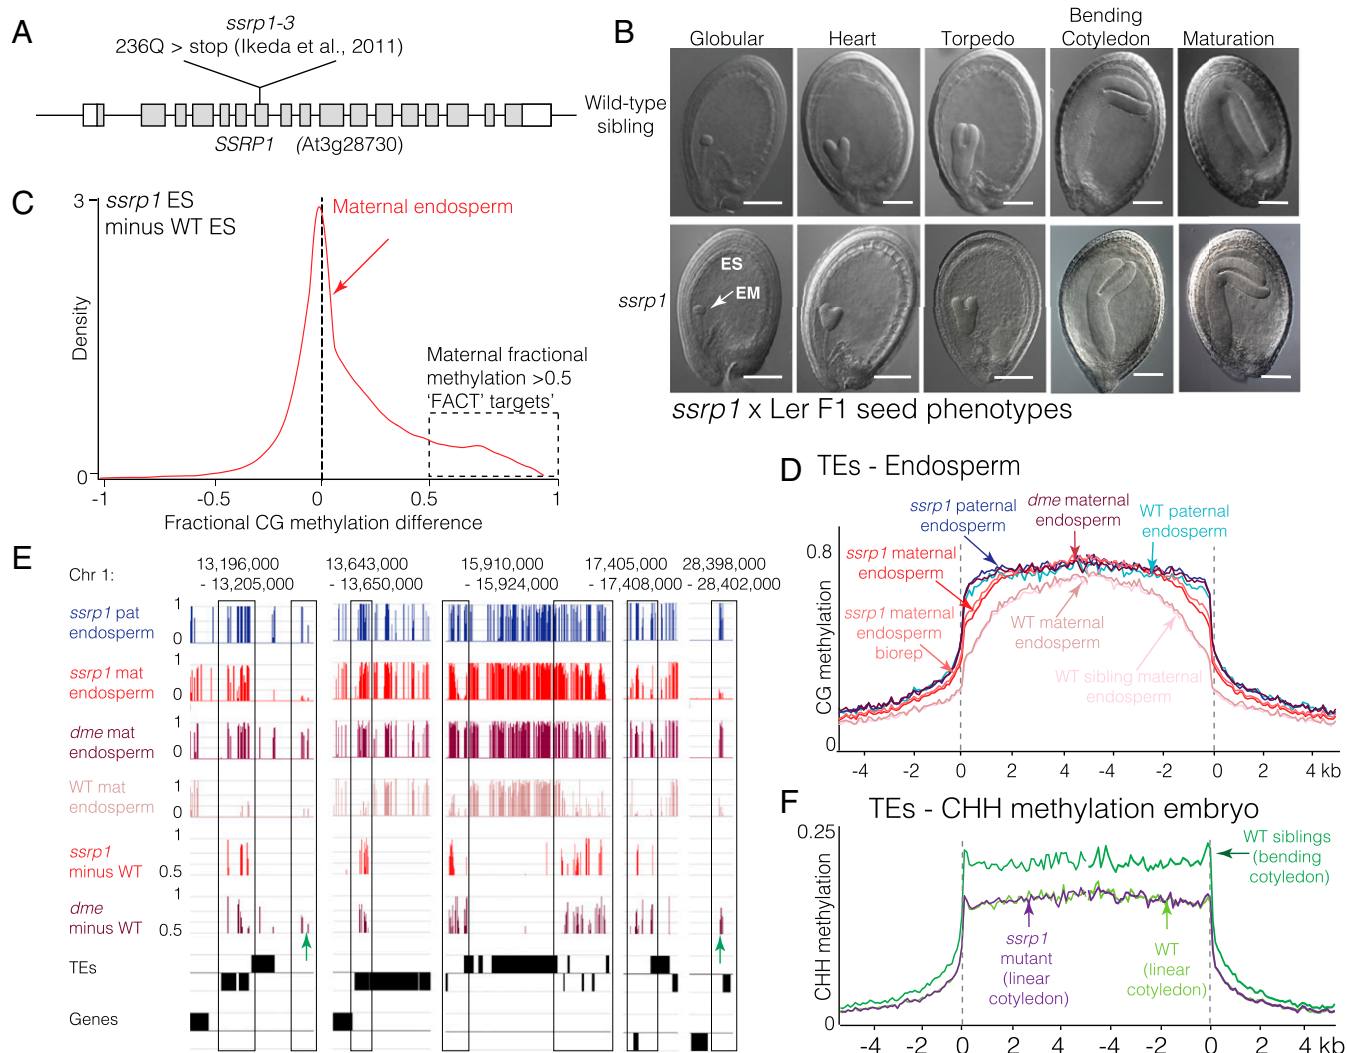 A
ssrp1-3
236Q > stop (Ikeda et al., 2011)
SSRP1 (At3g28730)
B
Globular
Heart
Torpedo
Bending
Cotyledon
Maturation
Wild-type
sibling
ssrp1
ES
EM
ssrp1 x Ler F1 seed phenotypes
C
ssrp1 ES
minus WT ES
Maternal endosperm
Maternal fractional
methylation >0.5
‘FACT’ targets’
Density
3
0
-1
-0.5
0
0.5
1
Fractional CG methylation difference
D
TEs - Endosperm
ssrp1 paternal
endosperm
dme maternal
endosperm
WT paternal
endosperm
ssrp1 maternal
endosperm
ssrp1 maternal
endosperm
biorep
WT maternal
endosperm
WT sibling maternal
endosperm
CG methylation
0.8
0
-4 -2 0 2 4 -4 -2 0 2 4 kb
E
Chr 1:
13,196,000
- 13,205,000
13,643,000
- 13,650,000
15,910,000
- 15,924,000
17,405,000
- 17,408,000
28,398,000
- 28,402,000
ssrp1 pat
endosperm
1
0
ssrp1 mat
endosperm
1
0
dme mat
endosperm
1
0
WT mat
endosperm
1
0
ssrp1
minus WT
1
0.5
dme
minus WT
1
0.5
TEs
Genes
F
TEs - CHH methylation embryo
WT siblings
(bending
cotyledon)
ssrp1
mutant
(linear
cotyledon)
WT
(linear
cotyledon)
CHH methylation
0.25
0
-4 -2 0 2 4 -4 -2 0 2 4 kb